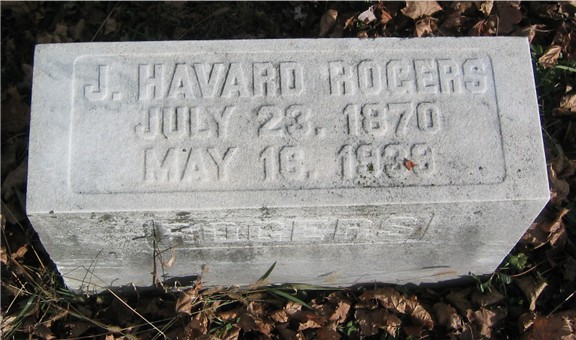 J. HAVARD ROGERS
JULY 23, 1870
MAY 16, 1939
ROGERS